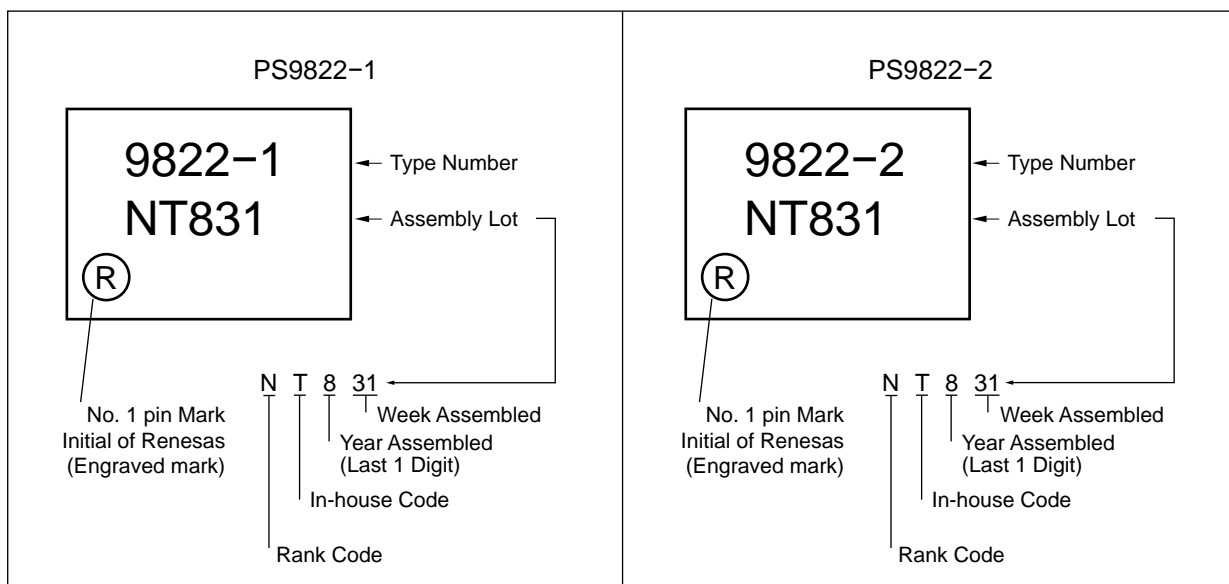 PS9822−1
9822−1
NT831
R
Type Number
Assembly Lot
N T 8 31
No. 1 pin Mark
Initial of Renesas
(Engraved mark)
Week Assembled
Year Assembled
(Last 1 Digit)
In-house Code
Rank Code
PS9822−2
9822−2
NT831
R
Type Number
Assembly Lot
N T 8 31
No. 1 pin Mark
Initial of Renesas
(Engraved mark)
Week Assembled
Year Assembled
(Last 1 Digit)
In-house Code
Rank Code